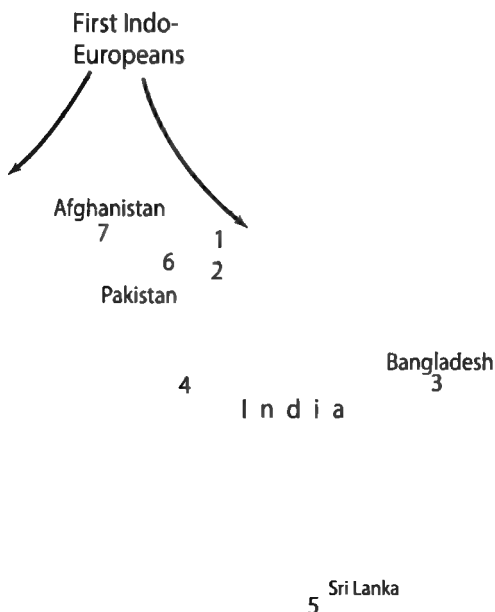 First Indo-
Europeans
Afghanistan
7
1
6
2
Pakistan
Bangladesh
3
4
India
Sri Lanka
5